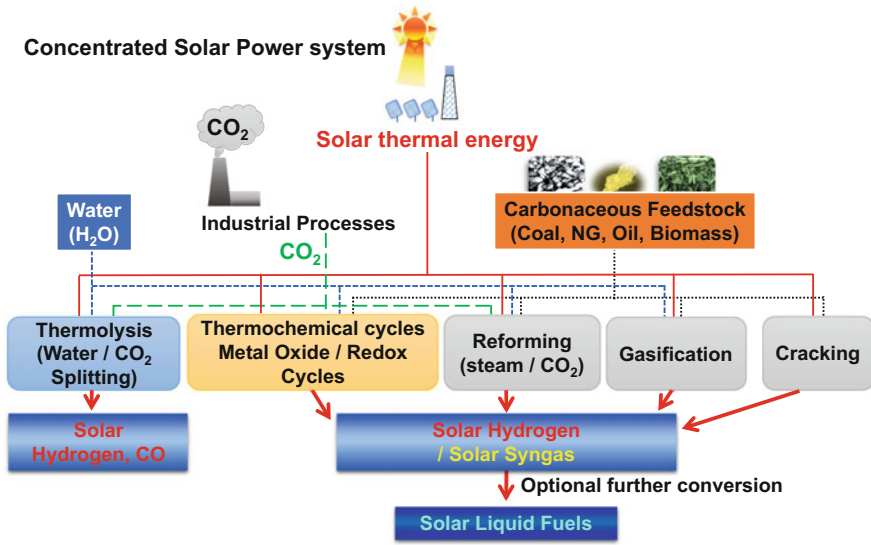 Concentrated Solar Power system
CO₂
Solar thermal energy
Water
(H₂O)
Industrial Processes
CO₂
Carbonaceous Feedstock
(Coal, NG, Oil, Biomass)
Thermolysis
(Water / CO₂
Splitting)
Thermochemical cycles
Metal Oxide / Redox
Cycles
Reforming
(steam / CO₂)
Gasification
Cracking
Solar
Hydrogen, CO
Solar Hydrogen
/ Solar Syngas
Optional further conversion
Solar Liquid Fuels